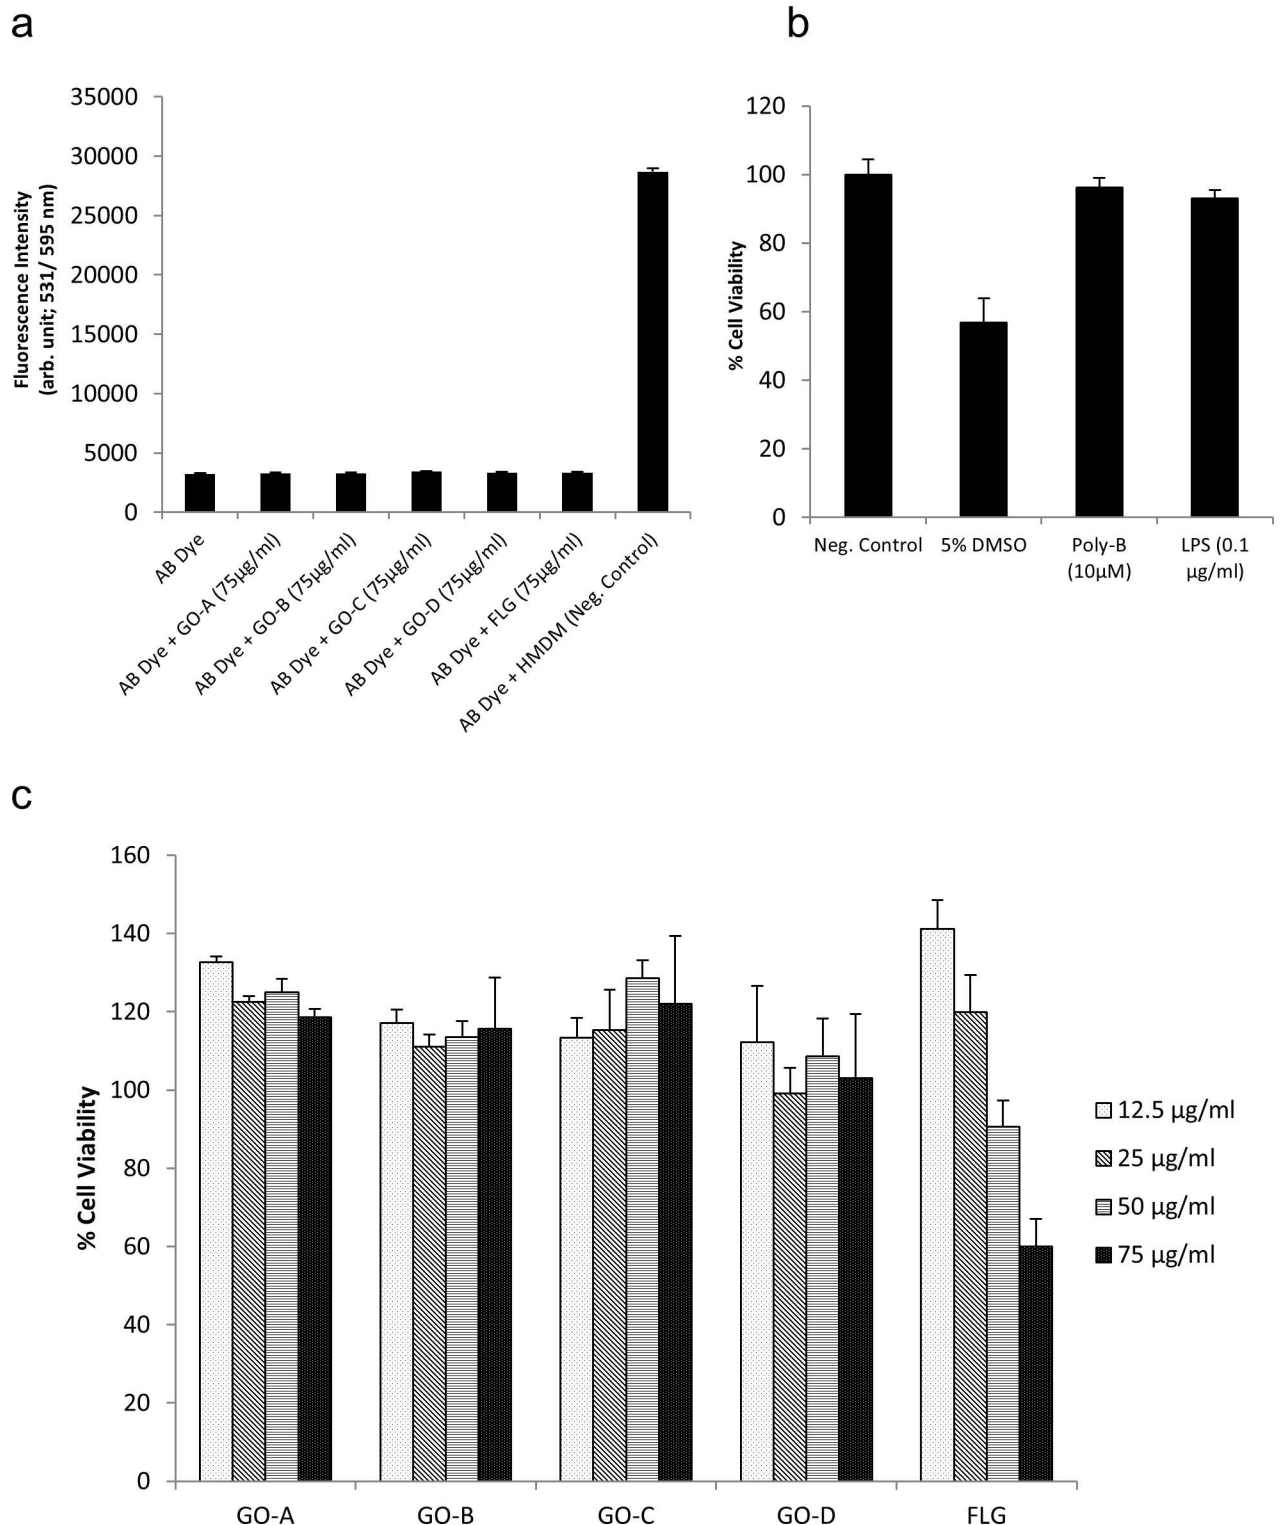 a
35000
30000
25000
20000
15000
10000
5000
0
Fluorescence Intensity
(arb. unit; 531/ 595 nm)
AB Dye
AB Dye + GO-A (75µg/ml)
AB Dye + GO-B (75µg/ml)
AB Dye + GO-C (75µg/ml)
AB Dye + GO-D (75µg/ml)
AB Dye + FLG (75µg/ml)
AB Dye + HMDM (Neg. Control)
b
120
100
80
60
40
20
0
% Cell Viability
Neg. Control
5% DMSO
Poly-B
(10µM)
LPS (0.1
µg/ml)
c
160
140
120
100
80
60
40
20
0
% Cell Viability
GO-A
GO-B
GO-C
GO-D
FLG
12.5 µg/ml
25 µg/ml
50 µg/ml
75 µg/ml